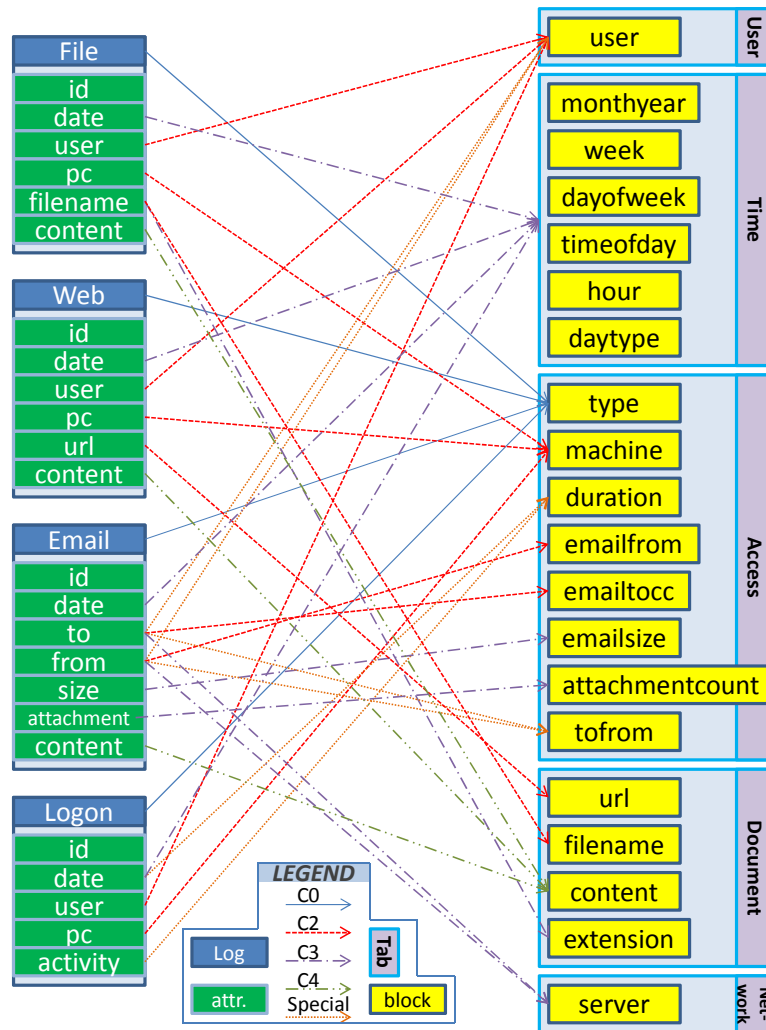 File
id
date
user
pc
filename
content
Web
id
date
user
pc
url
content
Email
id
date
to
from
size
attachment
content
Logon
id
date
user
pc
activity
user
User
monthyear
week
dayofweek
timeofday
hour
daytype
Time
type
machine
duration
emailfrom
emailtocc
emailsize
attachmentcount
tofrom
Access
url
filename
content
extension
Document
server
Net-
work
LEGEND
C0
C2
C3
C4
Special
Log
attr.
Tab
block